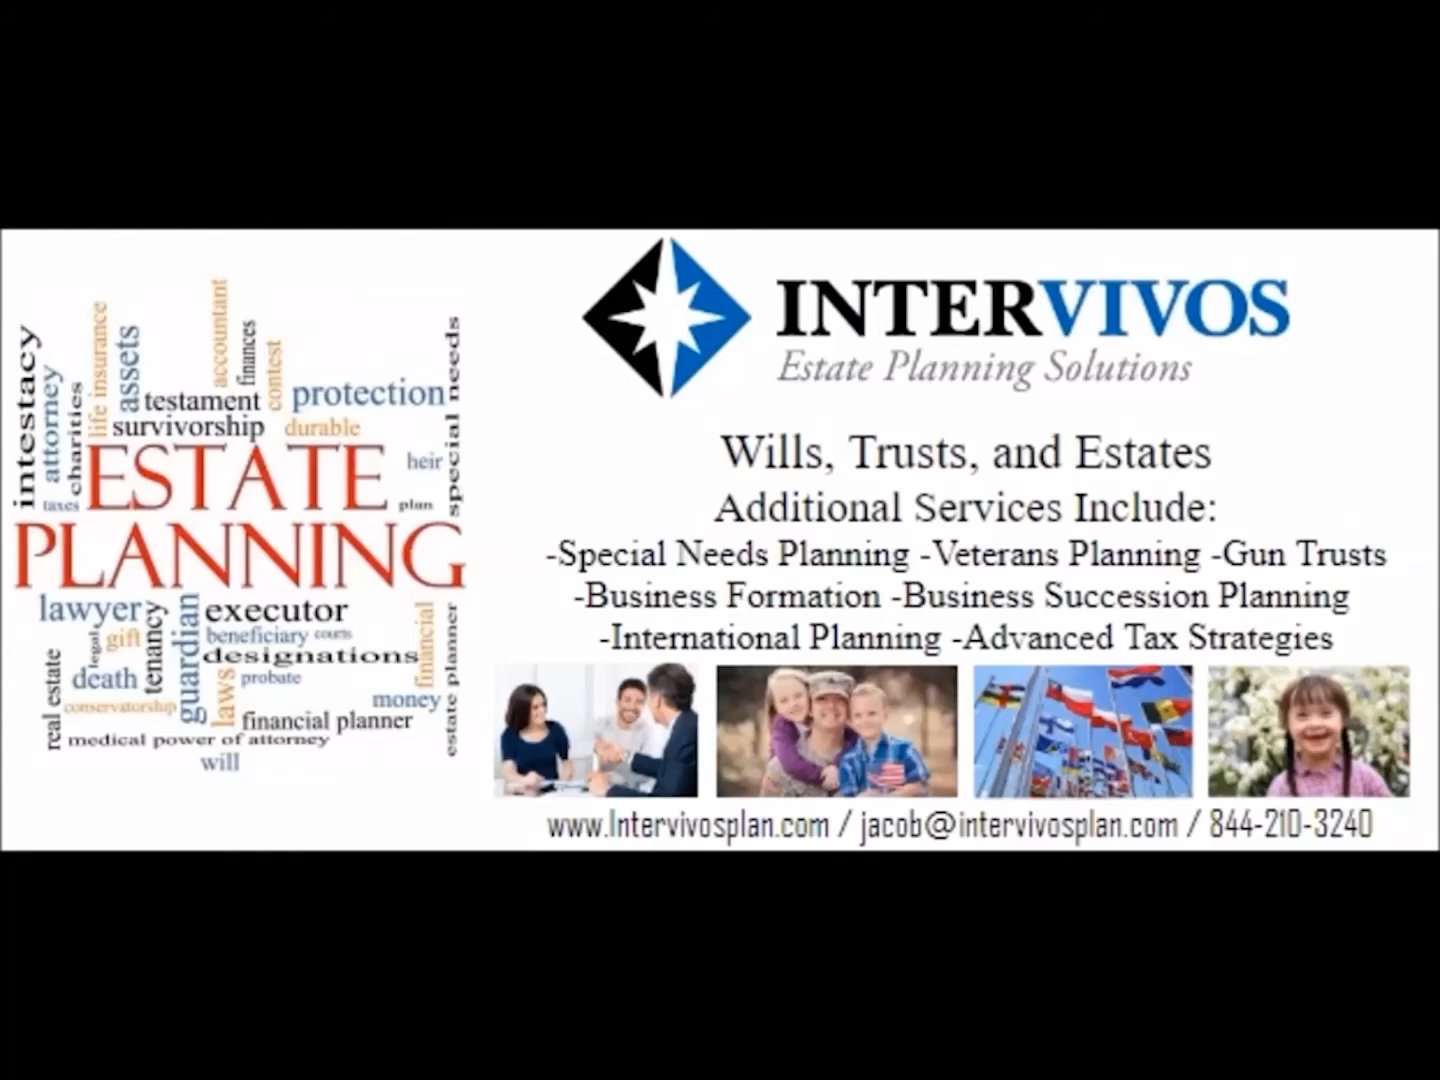 intestacy
attorney
charities
taxes
life insurance
assets
accountant
finances
contest
testament
protection
survivorship
durable
special needs
heir
plan
ESTATE
PLANNING
lawyer
executor
legal
gift
tenancy
guardian
beneficiary
courts
designations
financial
estate planner
real estate
death
laws
probate
conservatorship
money
financial planner
medical power of attorney
will
INTERVIVOS
Estate Planning Solutions
Wills, Trusts, and Estates
Additional Services Include:
-Special Needs Planning -Veterans Planning -Gun Trusts
-Business Formation -Business Succession Planning
-International Planning -Advanced Tax Strategies
www.Intervivosplan.com / jacob@intervivosplan.com / 844-210-3240